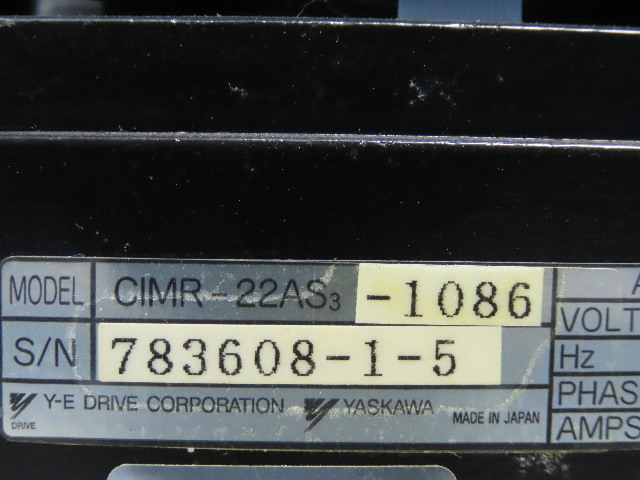 MODEL CIMR-22AS3 -1086
S/N 783608-1-5
DRIVE Y-E DRIVE CORPORATION YASKAWA MADE IN JAPAN
VOLT
Hz
PHAS
AMPS